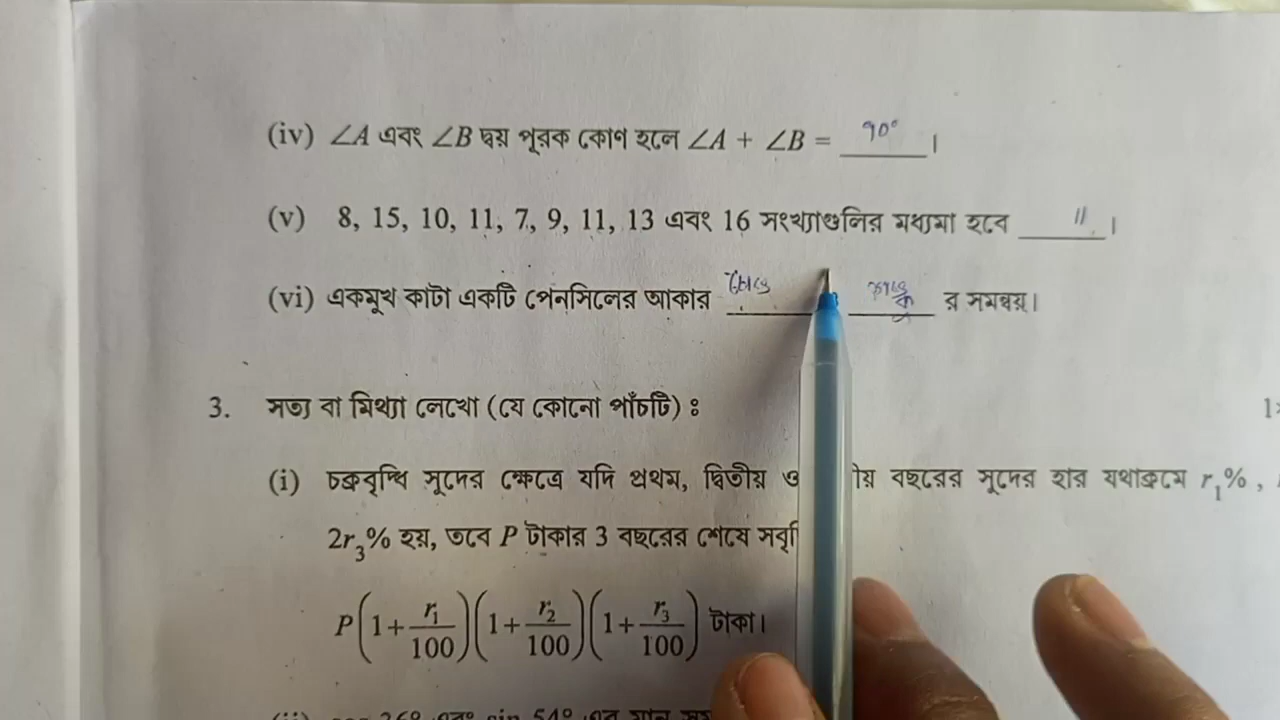 (iv) ∠A এবং ∠B দ্বয় পূরক কোণ হলে ∠A + ∠B = 90° ।
(v) 8, 15, 10, 11, 7, 9, 11, 13 এবং 16 সংখ্যাগুলির মধ্যমা হবে 11 ।
(vi) একমুখ কাটা একটি পেনসিলের আকার র সমন্বয়।
3. সত্য বা মিথ্যা লেখো (যে কোনো পাঁচটি) ঃ
(i) চক্রবৃদ্ধি সুদের ক্ষেত্রে যদি প্রথম, দ্বিতীয় ও বছরের সুদের হার যথাক্রমে r₁% ,
2r₃% হয়, তবে P টাকার 3 বছরের শেষে
P(1+r₁/100)(1+r₂/100)(1+r₃/100) টাকা।